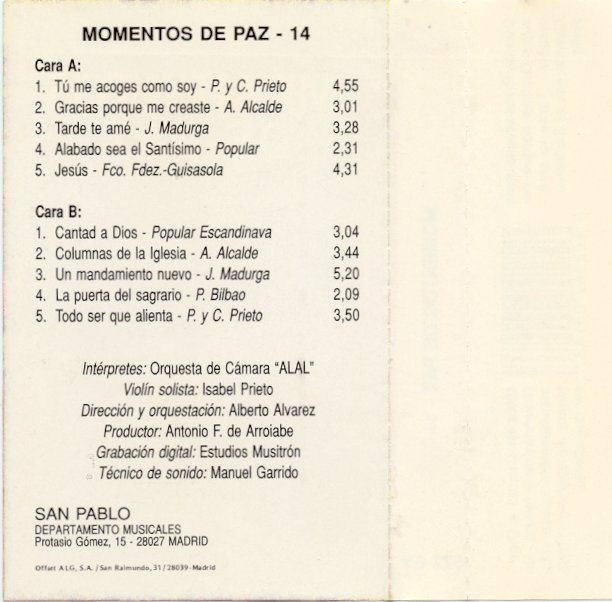 MOMENTOS DE PAZ - 14
Cara A:
1. Tú me acoges como soy - P. y C. Prieto 4,55
2. Gracias porque me creaste - A. Alcalde 3,01
3. Tarde te amé - J. Madurga 3,28
4. Alabado sea el Santísimo - Popular 2,31
5. Jesús - Fco. Fdez.-Guisasola 4,31
Cara B:
1. Cantad a Dios - Popular Escandinava 3,04
2. Columnas de la Iglesia - A. Alcalde 3,44
3. Un mandamiento nuevo - J. Madurga 5,20
4. La puerta del sagrario - P. Bilbao 2,09
5. Todo ser que alienta - P. y C. Prieto 3,50
Intérpretes: Orquesta de Cámara "ALAL"
Violín solista: Isabel Prieto
Dirección y orquestación: Alberto Alvarez
Productor: Antonio F. de Arroiabe
Grabación digital: Estudios Musitrón
Técnico de sonido: Manuel Garrido
SAN PABLO
DEPARTAMENTO MUSICALES
Protasio Gómez, 15 - 28027 MADRID
Offset ALG, S.A. / San Raimundo, 31 / 28039-Madrid